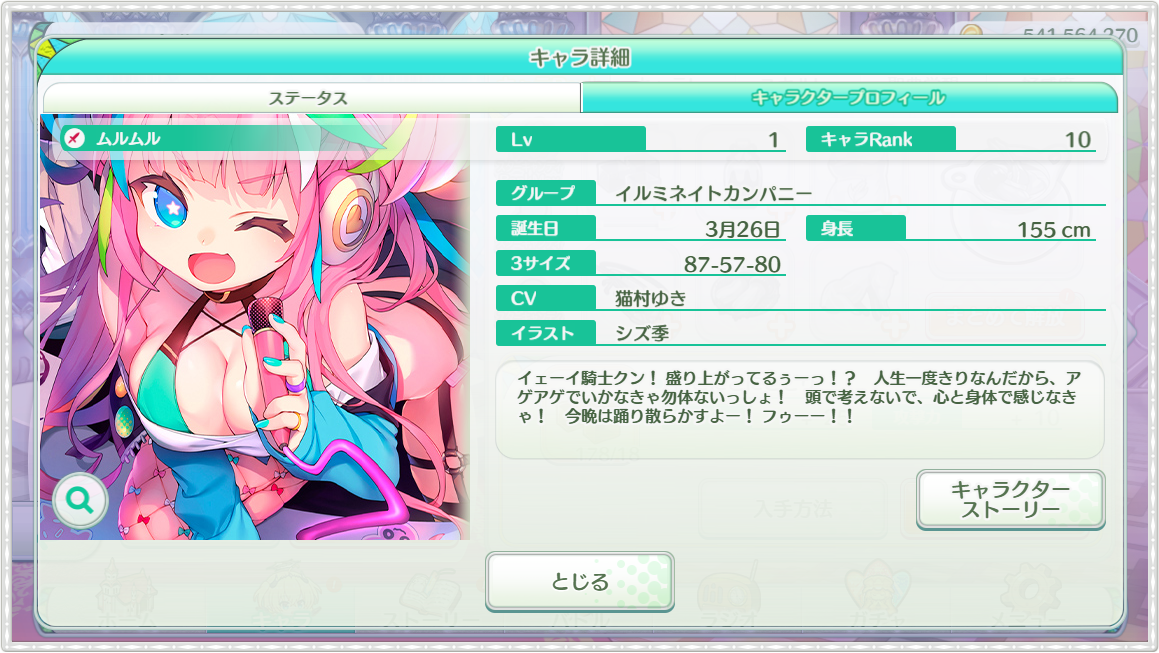 541,564,270
キャラ詳細
ステータス
キャラクタープロフィール
ムルムル
Lv 1 キャラRank 10
グループ イルミネイトカンパニー
誕生日 3月26日 身長 155 cm
3サイズ 87-57-80
CV 猫村ゆき
イラスト シズ季
イェーイ騎士クン！ 盛り上がってるぅーっ！？　人生一度きりなんだから、ア
ゲアゲでいかなきゃ勿体ないっしょ！　頭で考えないで、心と身体で感じなき
ゃ！　今晩は踊り散らかすよー！ フゥーー！！
入手方法
キャラクター
ストーリー
とじる